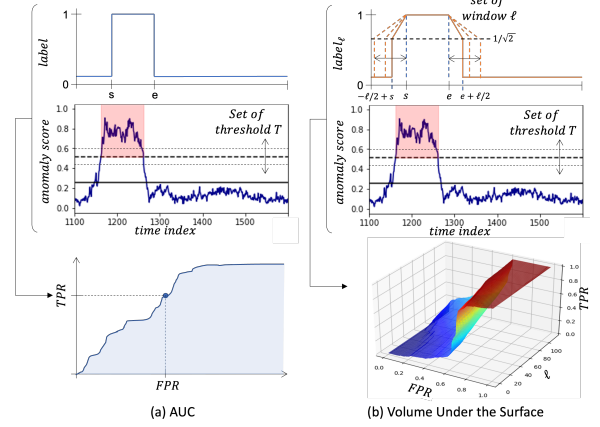 set of
window ℓ
1
label
0
s
e
1
label_ℓ
0
1/√2
−ℓ/2 + s
s
e
e + ℓ/2
1.0
0.8
0.6
0.4
0.2
0.0
anomaly score
Set of
threshold T
1100
1200
1300
1400
1500
time index
1.0
0.8
0.6
0.4
0.2
0.0
anomaly score
Set of
threshold T
1100
1200
1300
1400
1500
time index
TPR
FPR
1.0
0.8
0.6
0.4
0.2
0.0
TPR
0.0
0.2
0.4
0.6
0.8
1.0
FPR
0
20
40
60
80
100
ℓ
(a) AUC
(b) Volume Under the Surface